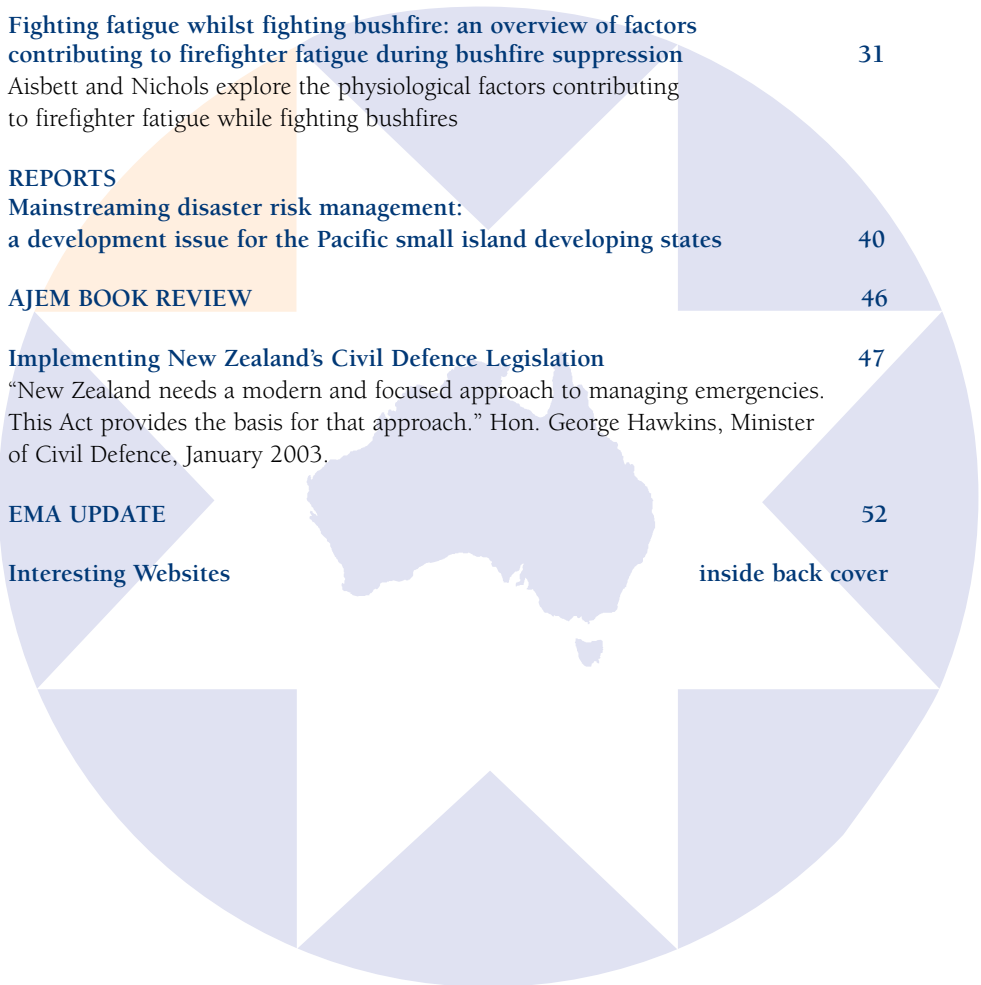 Fighting fatigue whilst fighting bushfire: an overview of factors
contributing to firefighter fatigue during bushfire suppression 31
Aisbett and Nichols explore the physiological factors contributing
to firefighter fatigue while fighting bushfires
REPORTS
Mainstreaming disaster risk management:
a development issue for the Pacific small island developing states 40
AJEM BOOK REVIEW 46
Implementing New Zealand’s Civil Defence Legislation 47
“New Zealand needs a modern and focused approach to managing emergencies.
This Act provides the basis for that approach.” Hon. George Hawkins, Minister
of Civil Defence, January 2003.
EMA UPDATE 52
Interesting Websites inside back cover